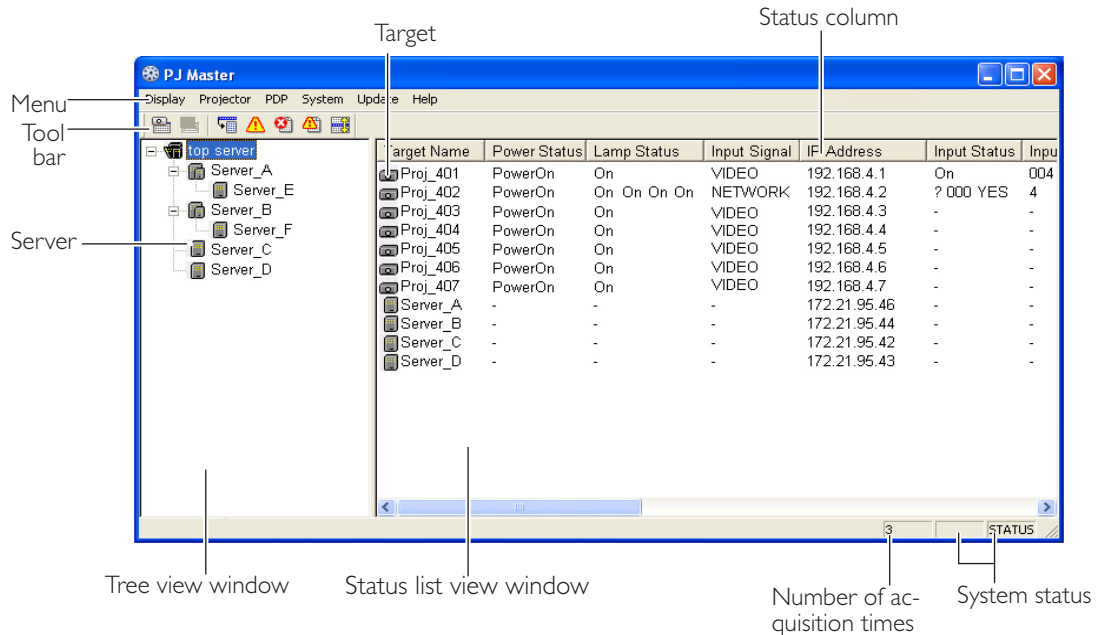 Status column
Target
PJ Master
Menu
Display Projector PDP System Update Help
Tool
bar
top server
Server_A
Server_E
Server_B
Server_F
Server
Server_C
Server_D
Target Name Power Status Lamp Status Input Signal IP Address Input Status Inpu
Proj_401 PowerOn On VIDEO 192.168.4.1 On 004
Proj_402 PowerOn On On On On NETWORK 192.168.4.2 ? 000 YES 4
Proj_403 PowerOn On VIDEO 192.168.4.3 - -
Proj_404 PowerOn On VIDEO 192.168.4.4 - -
Proj_405 PowerOn On VIDEO 192.168.4.5 - -
Proj_406 PowerOn On VIDEO 192.168.4.6 - -
Proj_407 PowerOn On VIDEO 192.168.4.7 - -
Server_A - - - 172.21.95.46 - -
Server_B - - - 172.21.95.44 - -
Server_C - - - 172.21.95.42 - -
Server_D - - - 172.21.95.43 - -
3 STATUS
Tree view window
Status list view window
Number of ac-
quisition times
System status